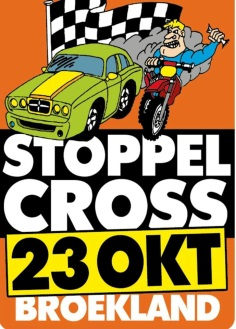 STOPPEL
CROSS
23 OKT
BROEKLAND